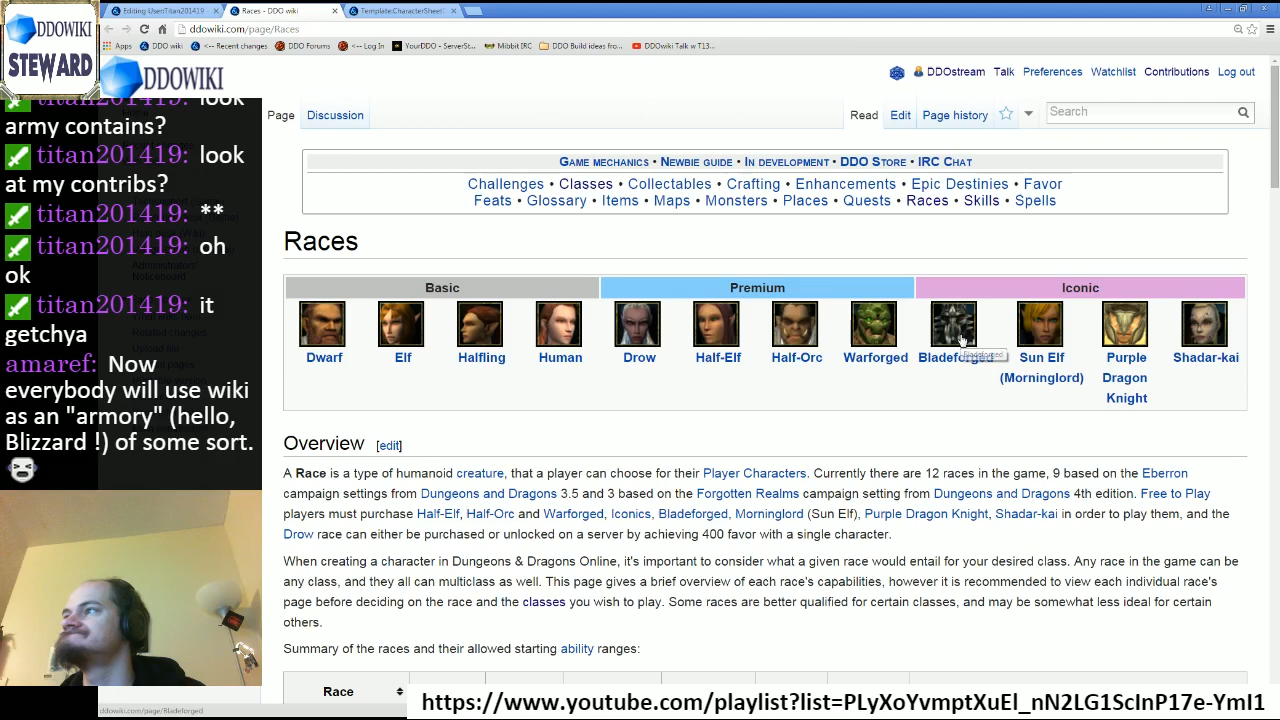 Editing User:Titan201419
Races - DDO wiki
Template:CharacterSheet
ddowiki.com/page/Races
Apps
DDO wiki
<-- Recent changes
DDO Forums
<-- Log In
YourDDO - ServerSt...
Mibbit IRC
DDO Build ideas from...
DDOwiki Talk w T13...
DDOWIKI
STEWARD
DDOWIKI
DDOstream Talk Preferences Watchlist Contributions Log out
Page
Discussion
Read
Edit
Page history
Search
titan201419: look
army contains?
titan201419: look
at my contribs?
titan201419: **
titan201419: oh
ok
titan201419: it
getchya
amaref: Now
everybody will use wiki
as an "armory" (hello,
Blizzard !) of some sort.
Administrators'
Noticeboard
Related changes
Upload file
GAME MECHANICS • NEWBIE GUIDE • IN DEVELOPMENT • DDO STORE • IRC CHAT
Challenges • Classes • Collectables • Crafting • Enhancements • Epic Destinies • Favor
Feats • Glossary • Items • Maps • Monsters • Places • Quests • Races • Skills • Spells
Races
Basic
Premium
Iconic
Dwarf
Elf
Halfling
Human
Drow
Half-Elf
Half-Orc
Warforged
Bladeforged
Bladeforged
Sun Elf
(Morninglord)
Purple
Dragon
Knight
Shadar-kai
Overview [edit]
A Race is a type of humanoid creature, that a player can choose for their Player Characters. Currently there are 12 races in the game, 9 based on the Eberron
campaign settings from Dungeons and Dragons 3.5 and 3 based on the Forgotten Realms campaign setting from Dungeons and Dragons 4th edition. Free to Play
players must purchase Half-Elf, Half-Orc and Warforged, Iconics, Bladeforged, Morninglord (Sun Elf), Purple Dragon Knight, Shadar-kai in order to play them, and the
Drow race can either be purchased or unlocked on a server by achieving 400 favor with a single character.
When creating a character in Dungeons & Dragons Online, it's important to consider what a given race would entail for your desired class. Any race in the game can be
any class, and they all can multiclass as well. This page gives a brief overview of each race's capabilities, however it is recommended to view each individual race's
page before deciding on the race and the classes you wish to play. Some races are better qualified for certain classes, and may be somewhat less ideal for certain
others.
Summary of the races and their allowed starting ability ranges:
Race
ddowiki.com/page/Bladeforged
https://www.youtube.com/playlist?list=PLyXoYvmptXuEl_nN2LG1ScInP17e-YmI1